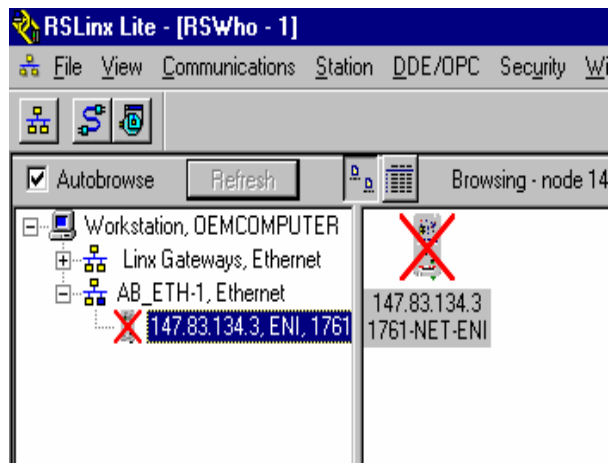 RSLinx Lite - [RSWho - 1]
File View Communications Station DDE/OPC Security Wi
Autobrowse Refresh Browsing - node 14
Workstation, OEMCOMPUTER
Linx Gateways, Ethernet
AB_ETH-1, Ethernet
147.83.134.3, ENI, 1761
147.83.134.3
1761-NET-ENI